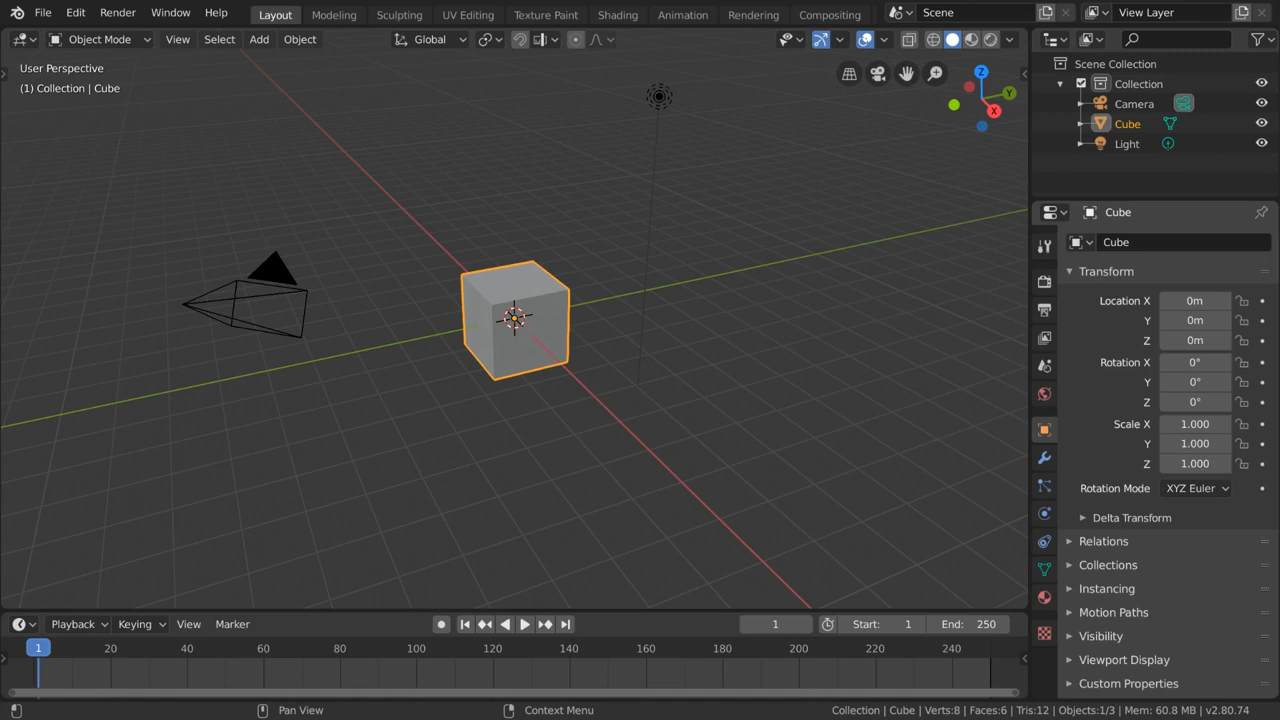 File Edit Render Window Help Layout Modeling Sculpting UV Editing Texture Paint Shading Animation Rendering Compositing Scene View Layer
Object Mode View Select Add Object Global
User Perspective
(1) Collection | Cube
Z
Y
X
Scene Collection
Collection
Camera
Cube
Light
Cube
Cube
Transform
Location X 0m
Y 0m
Z 0m
Rotation X 0°
Y 0°
Z 0°
Scale X 1.000
Y 1.000
Z 1.000
Rotation Mode XYZ Euler
Delta Transform
Relations
Collections
Instancing
Motion Paths
Visibility
Viewport Display
Custom Properties
Playback Keying View Marker 1 Start: 1 End: 250
1 20 40 60 80 100 120 140 160 180 200 220 240
Pan View Context Menu Collection | Cube | Verts:8 | Faces:6 | Tris:12 | Objects:1/3 | Mem: 60.8 MB | v2.80.74